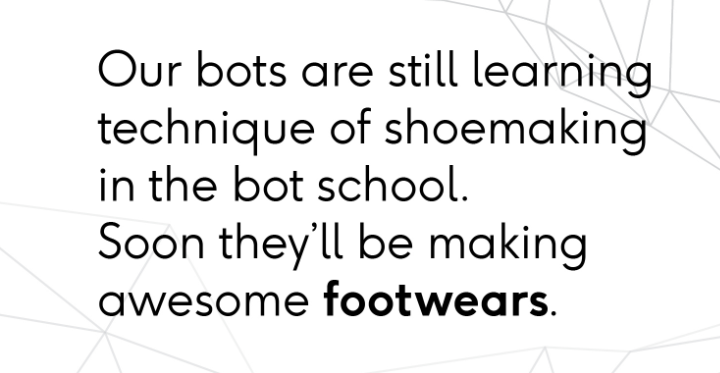 Our bots are still learning
technique of shoemaking
in the bot school.
Soon they’ll be making
awesome footwears.